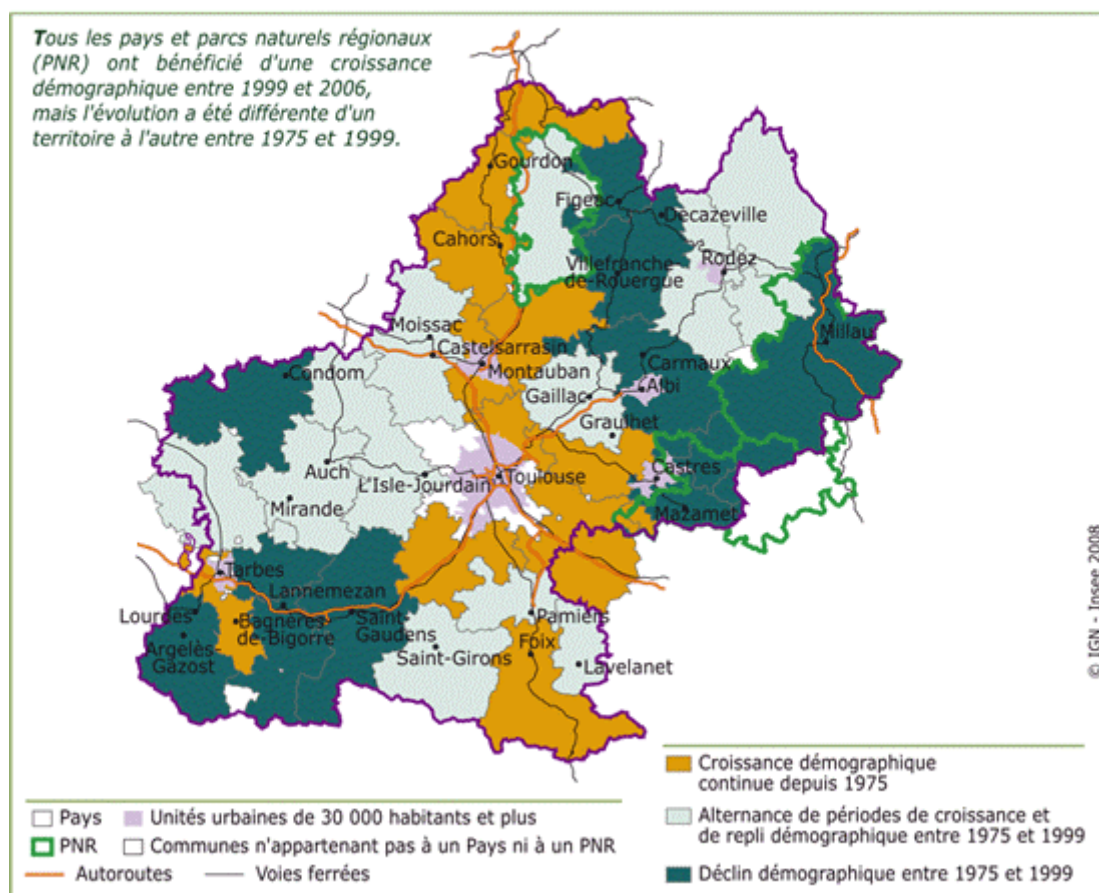 Tous les pays et parcs naturels régionaux
(PNR) ont bénéficié d'une croissance
démographique entre 1999 et 2006,
mais l'évolution a été différente d'un
territoire à l'autre entre 1975 et 1999.
Gourdon
Figeac
Decazeville
Cahors
Rodez
Villefranche-
de-Rouergue
Moissac
Castelsarrasin
Montauban
Millau
Carmaux
Condom
Albi
Gaillac
Graulhet
Auch
L'Isle-Jourdain
Toulouse
Castres
Mirande
Mazamet
Tarbes
Lannemezan
Lourdes
Bagnères-
de-Bigorre
Saint-
Gaudens
Pamiers
Argelès-
Gazost
Saint-Girons
Foix
Lavelanet
© IGN - Insee 2008
Croissance démographique
continue depuis 1975
Alternance de périodes de croissance et
de repli démographique entre 1975 et 1999
Déclin démographique entre 1975 et 1999
Pays
Unités urbaines de 30 000 habitants et plus
PNR
Communes n'appartenant pas à un Pays ni à un PNR
Autoroutes
Voies ferrées